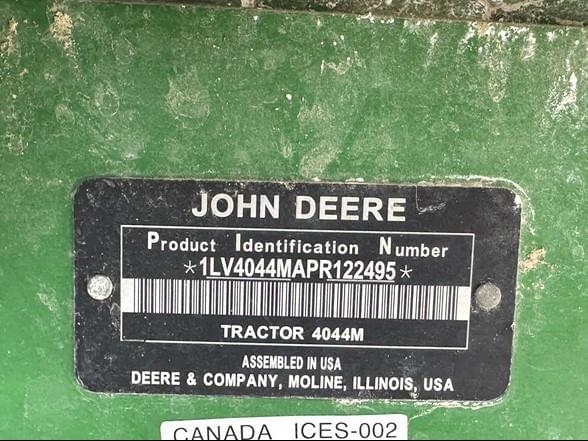 JOHN DEERE
Product Identification Number
*1LV4044MAPR122495*
TRACTOR 4044M
ASSEMBLED IN USA
DEERE & COMPANY, MOLINE, ILLINOIS, USA
CANADA ICES-002